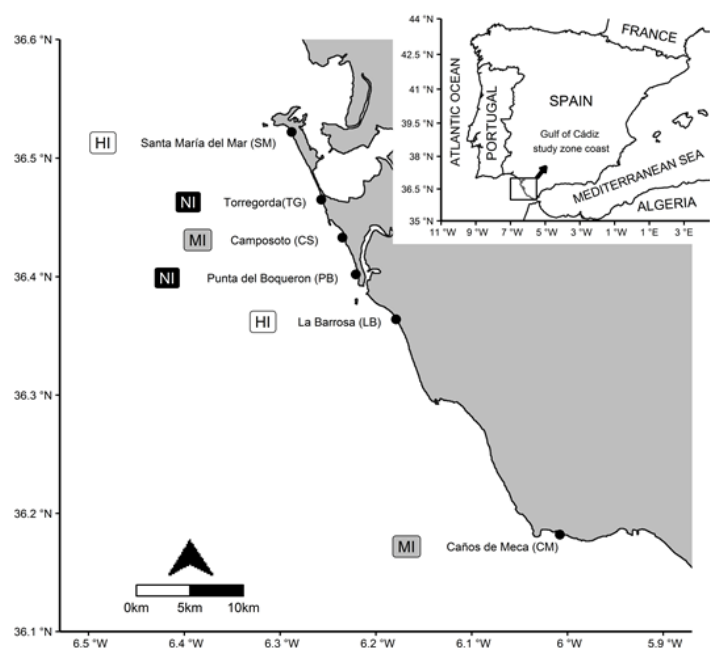 36.6 °N
36.5 °N
36.4 °N
36.3 °N
36.2 °N
36.1 °N
6.5 °W
6.4 °W
6.3 °W
6.2 °W
6.1 °W
6 °W
5.9 °W
HI
Santa María del Mar (SM)
NI
Torregorda(TG)
MI
Camposoto (CS)
NI
Punta del Boqueron (PB)
HI
La Barrosa (LB)
MI
Caños de Meca (CM)
0km
5km
10km
44 °N
42.5 °N
41 °N
39.5 °N
38 °N
36.5 °N
35 °N
11 °W
9 °W
7 °W
5 °W
3 °W
1 °W
1 °E
3 °E
FRANCE
ATLANTIC OCEAN
PORTUGAL
SPAIN
Gulf of Cádiz
study zone coast
MEDITERRANEAN SEA
ALGERIA